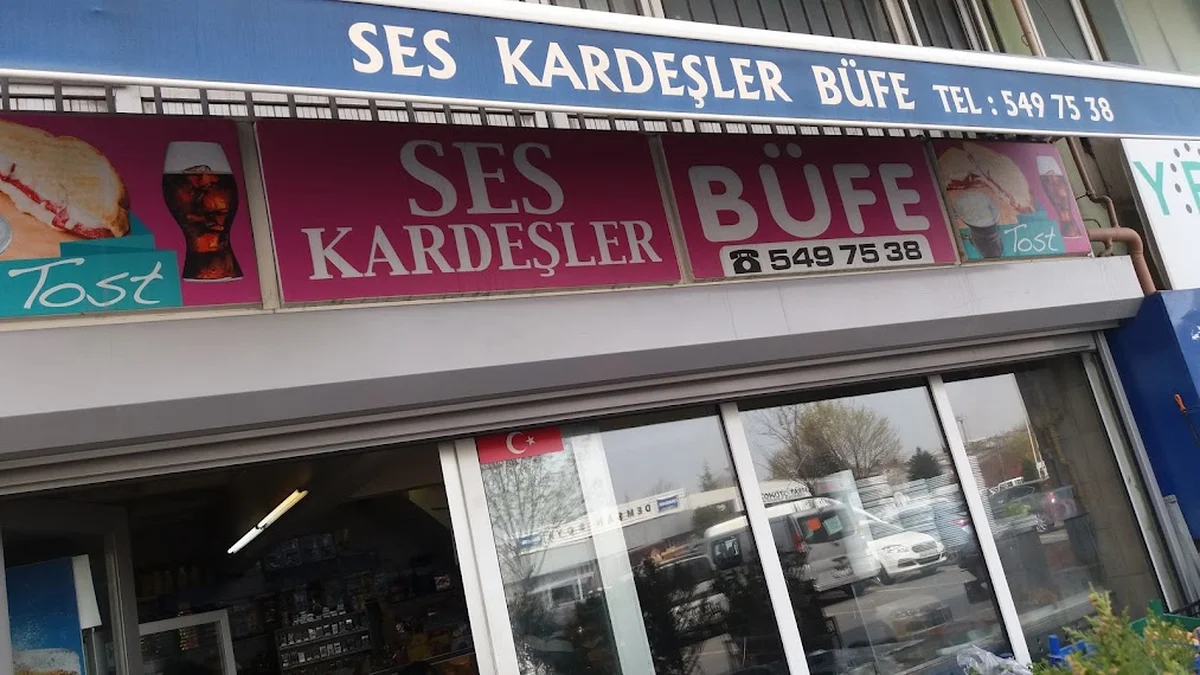 SES KARDEŞLER BÜFE TEL : 549 75 38
Tost
SES
KARDEŞLER
BÜFE
☎ 549 75 38
Tost